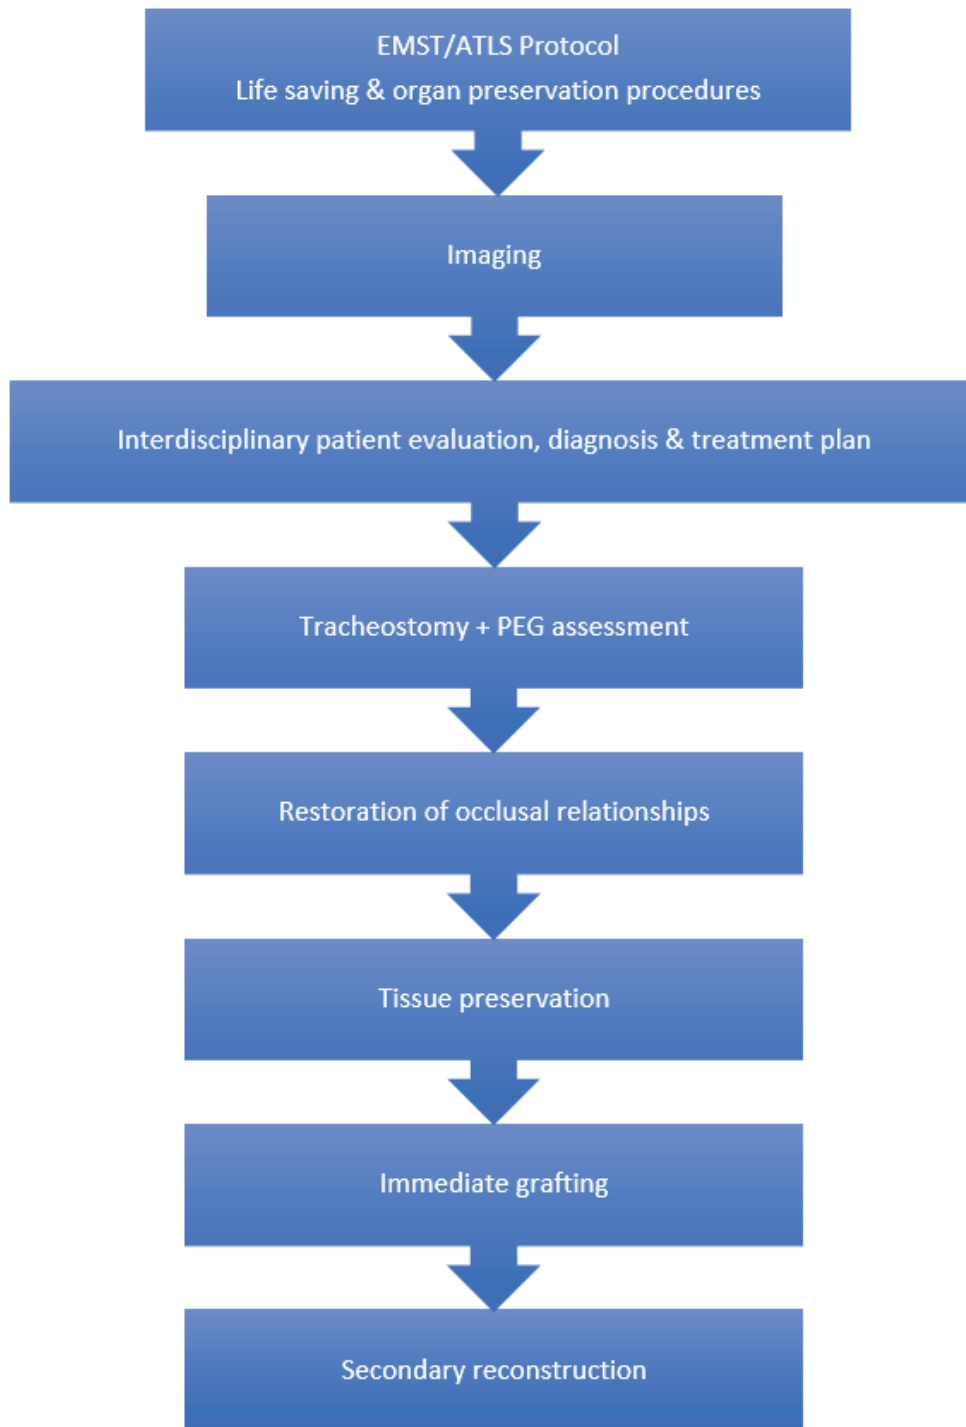 EMST/ATLS Protocol
Life saving & organ preservation procedures
Imaging
Interdisciplinary patient evaluation, diagnosis & treatment plan
Tracheostomy + PEG assessment
Restoration of occlusal relationships
Tissue preservation
Immediate grafting
Secondary reconstruction